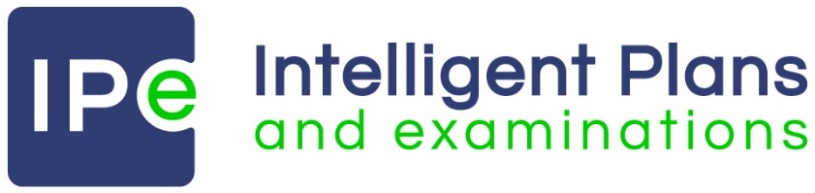 IPe
Intelligent Plans
and examinations